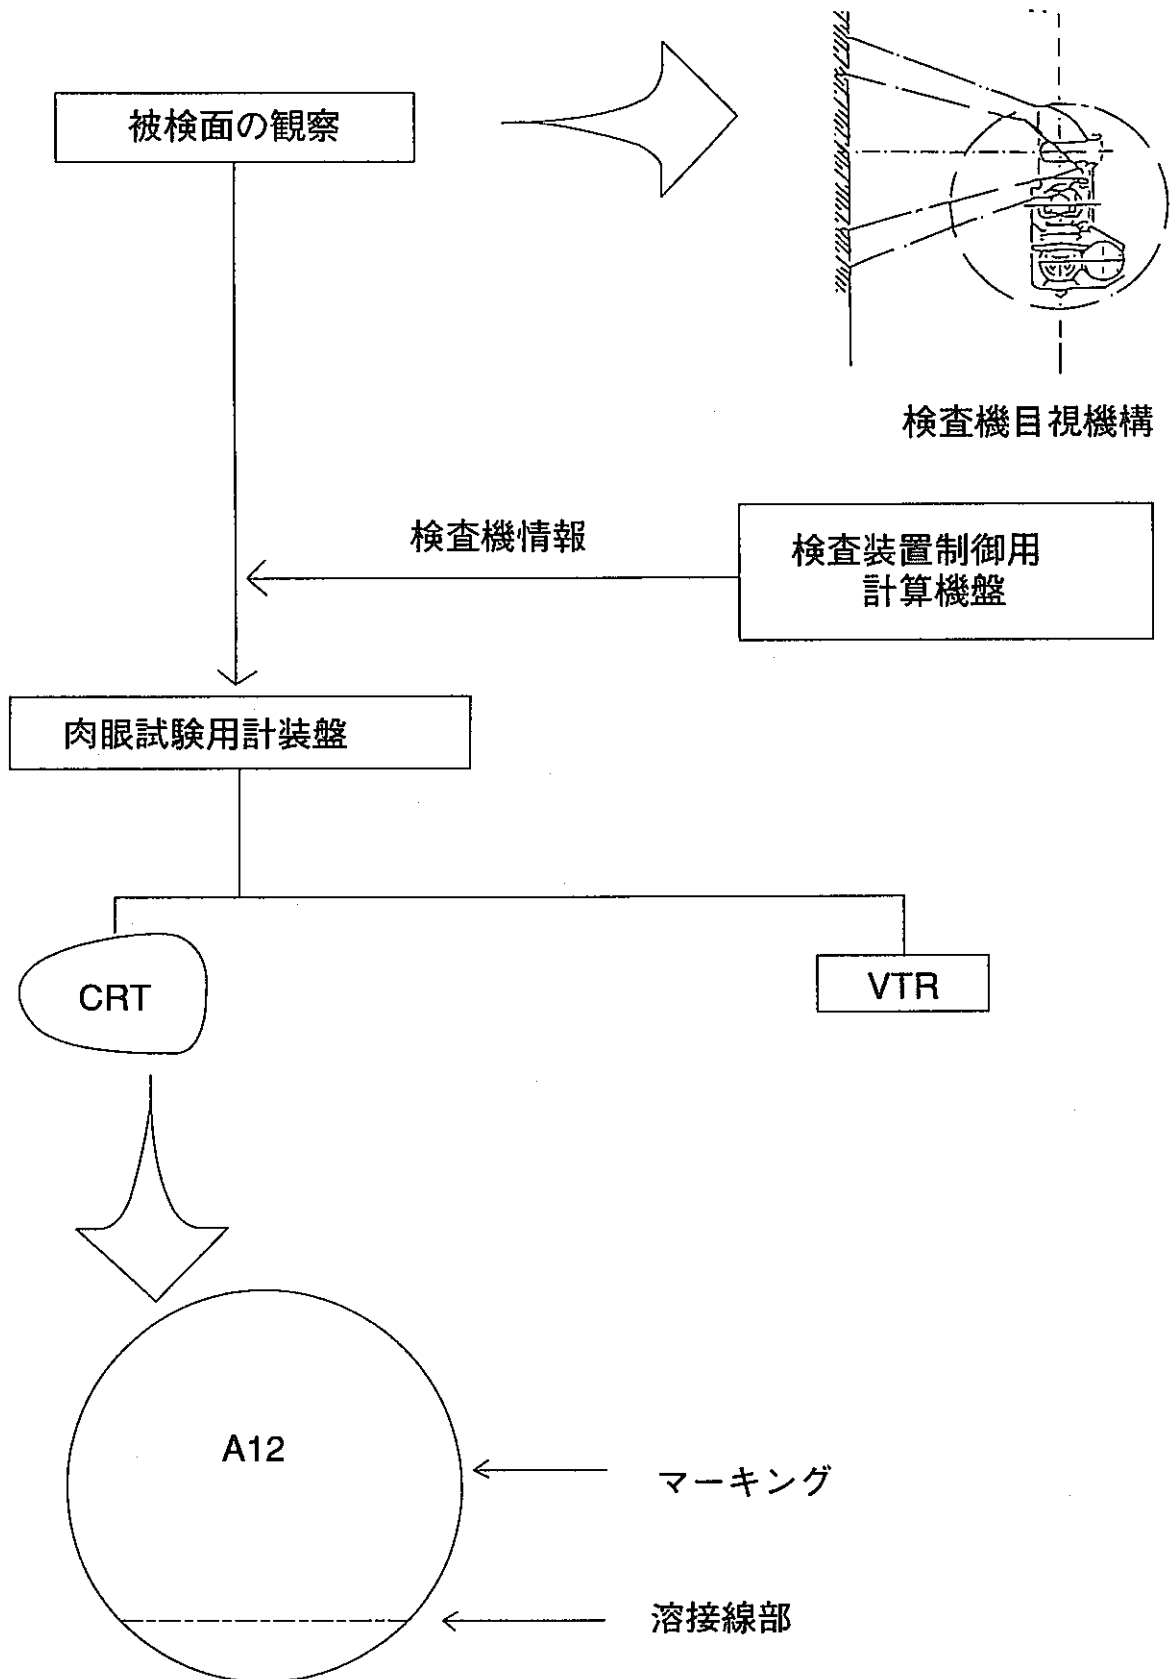 被検面の観察
検査機目視機構
検査機情報
検査装置制御用
計算機盤
肉眼試験用計装盤
CRT
VTR
A12
マーキング
溶接線部